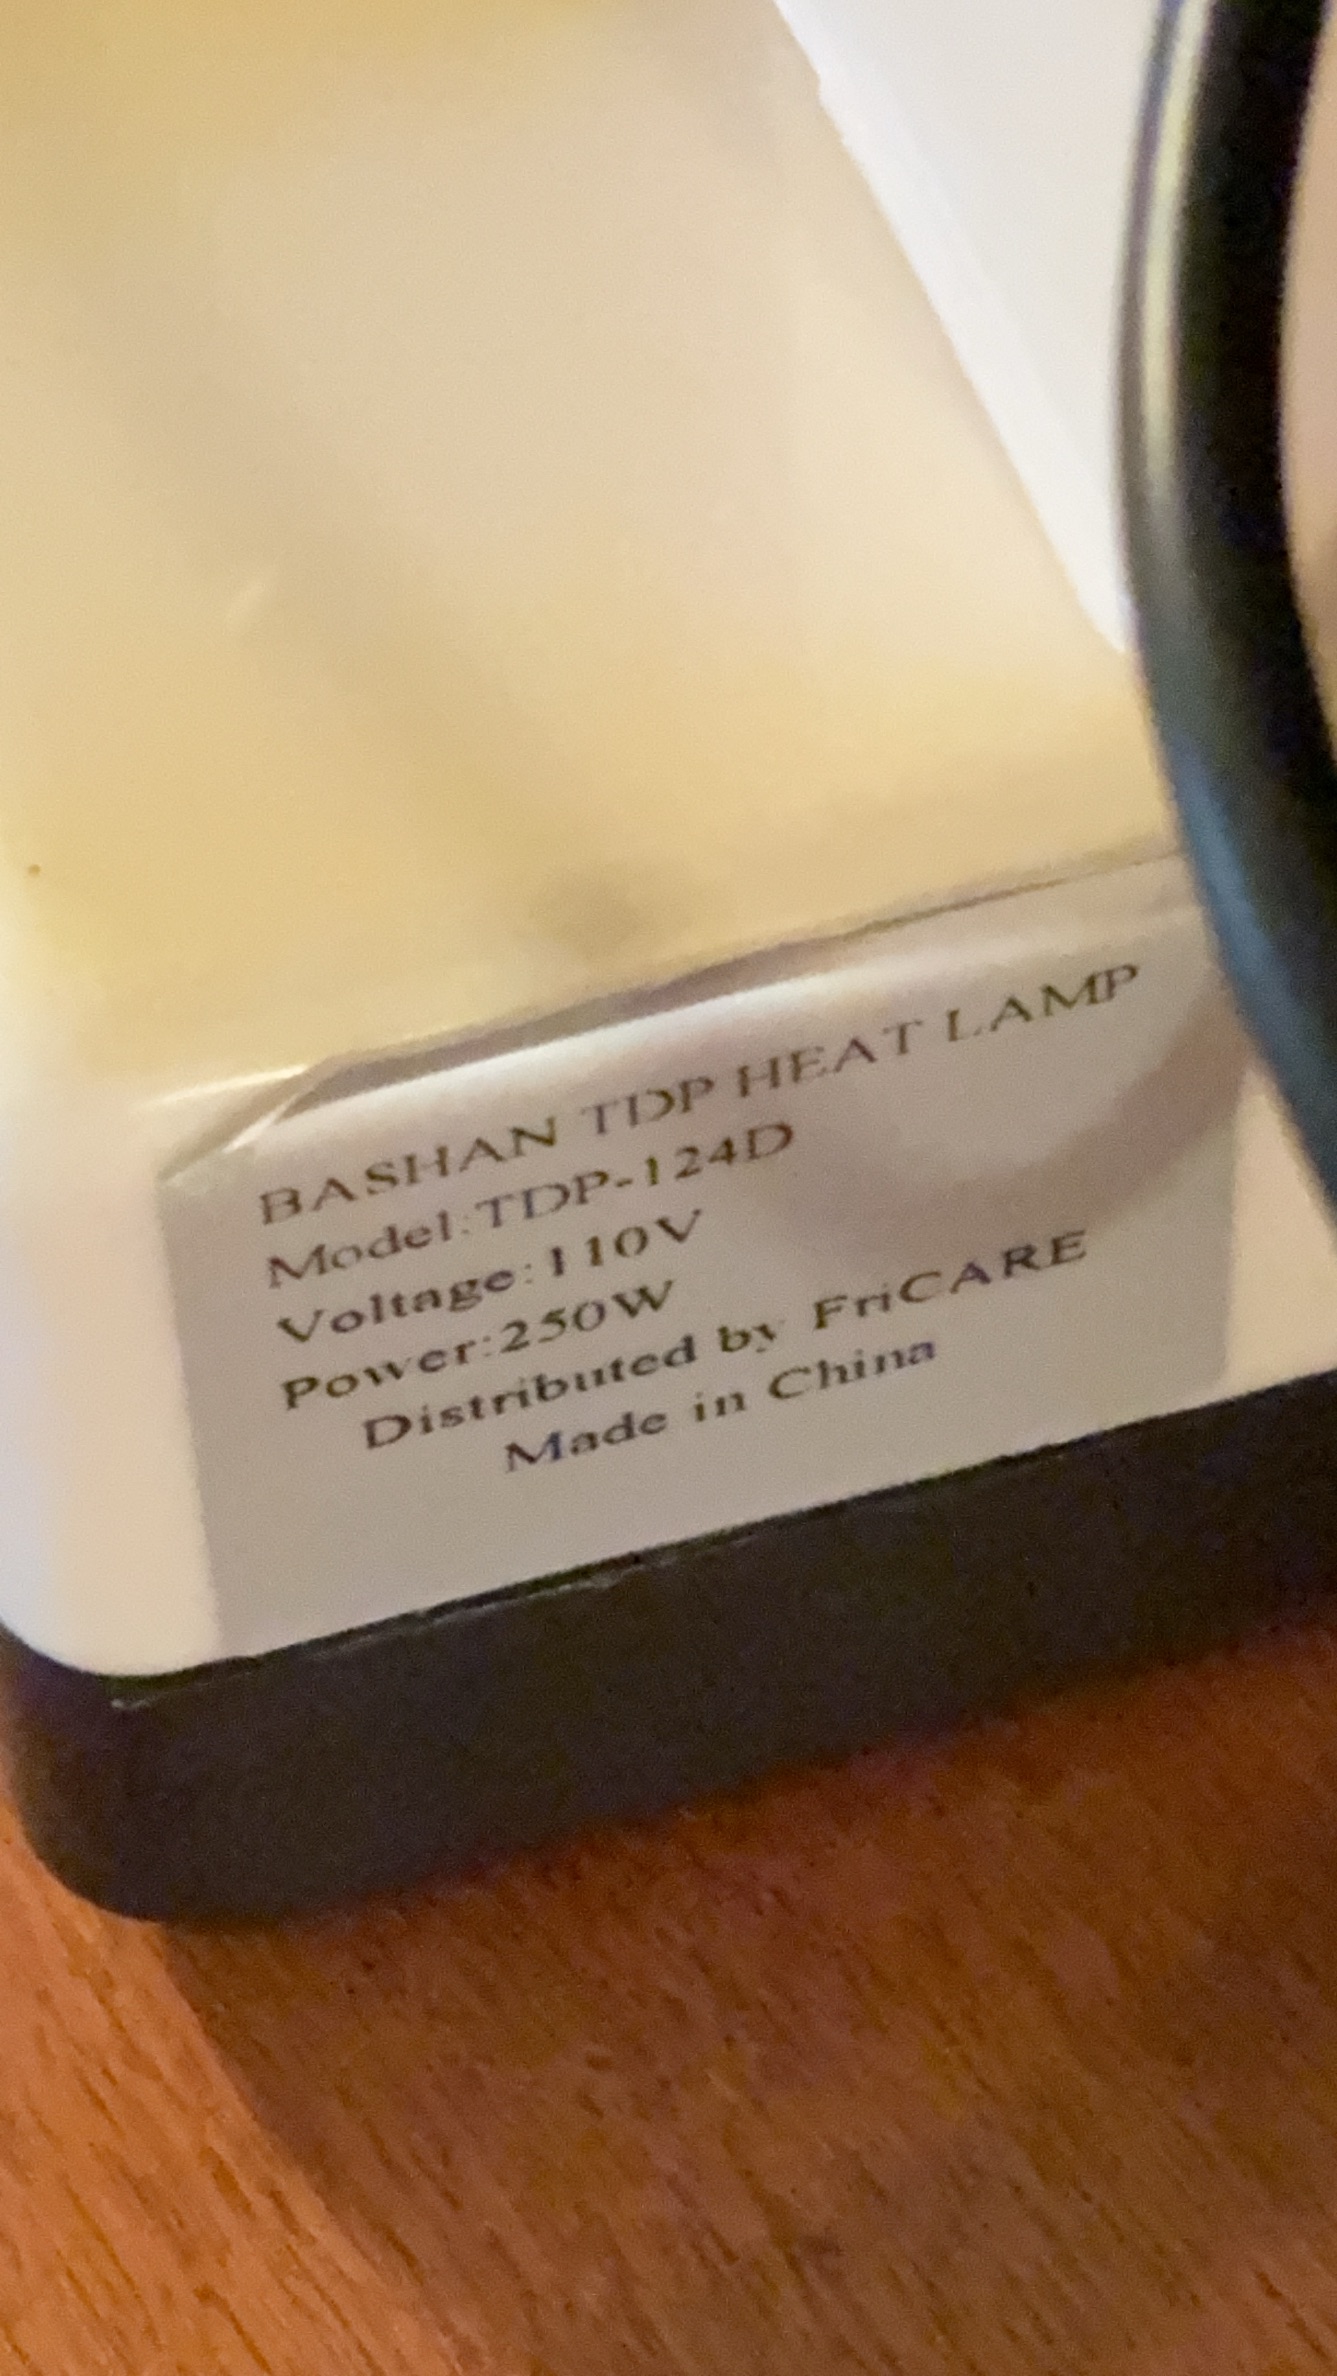 BASHAN TDP HEAT LAMP
Model:TDP-124D
Voltage:110V
Power:250W
Distributed by FriCARE
Made in China